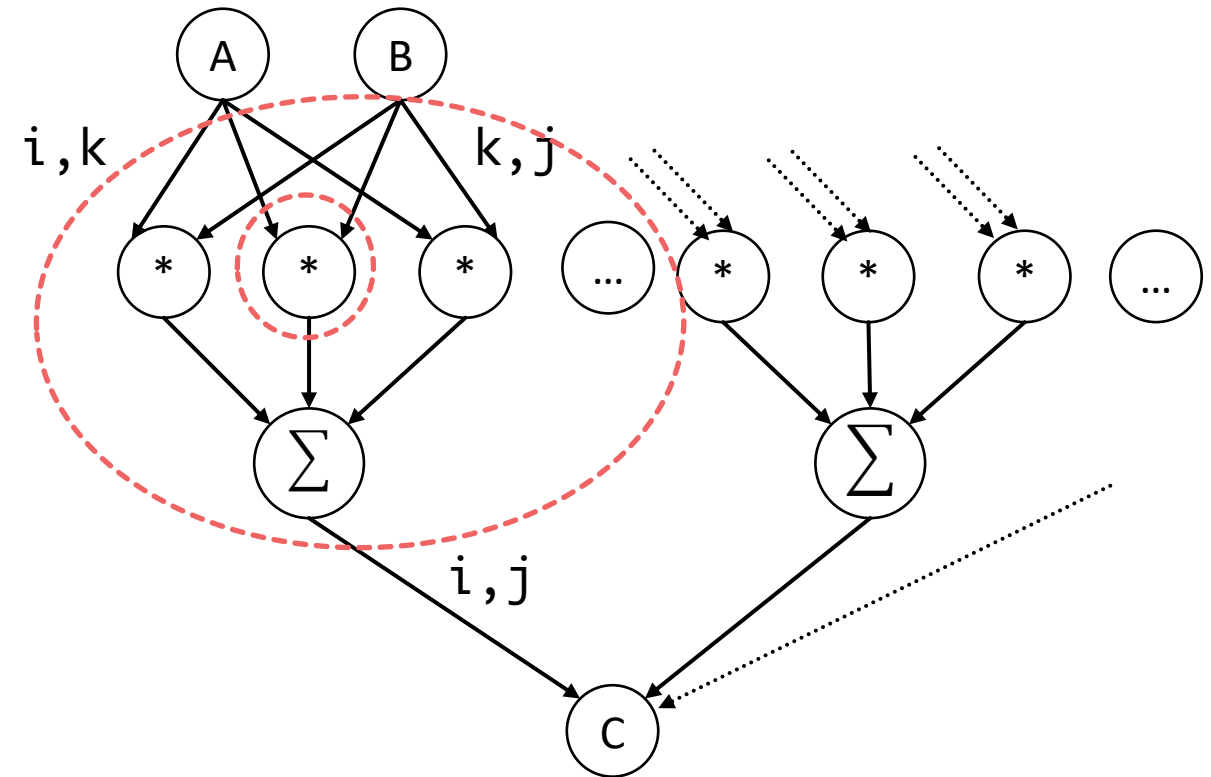 A B
i,k k,j
* * * ... * * * ...
∑ ∑
i,j
C